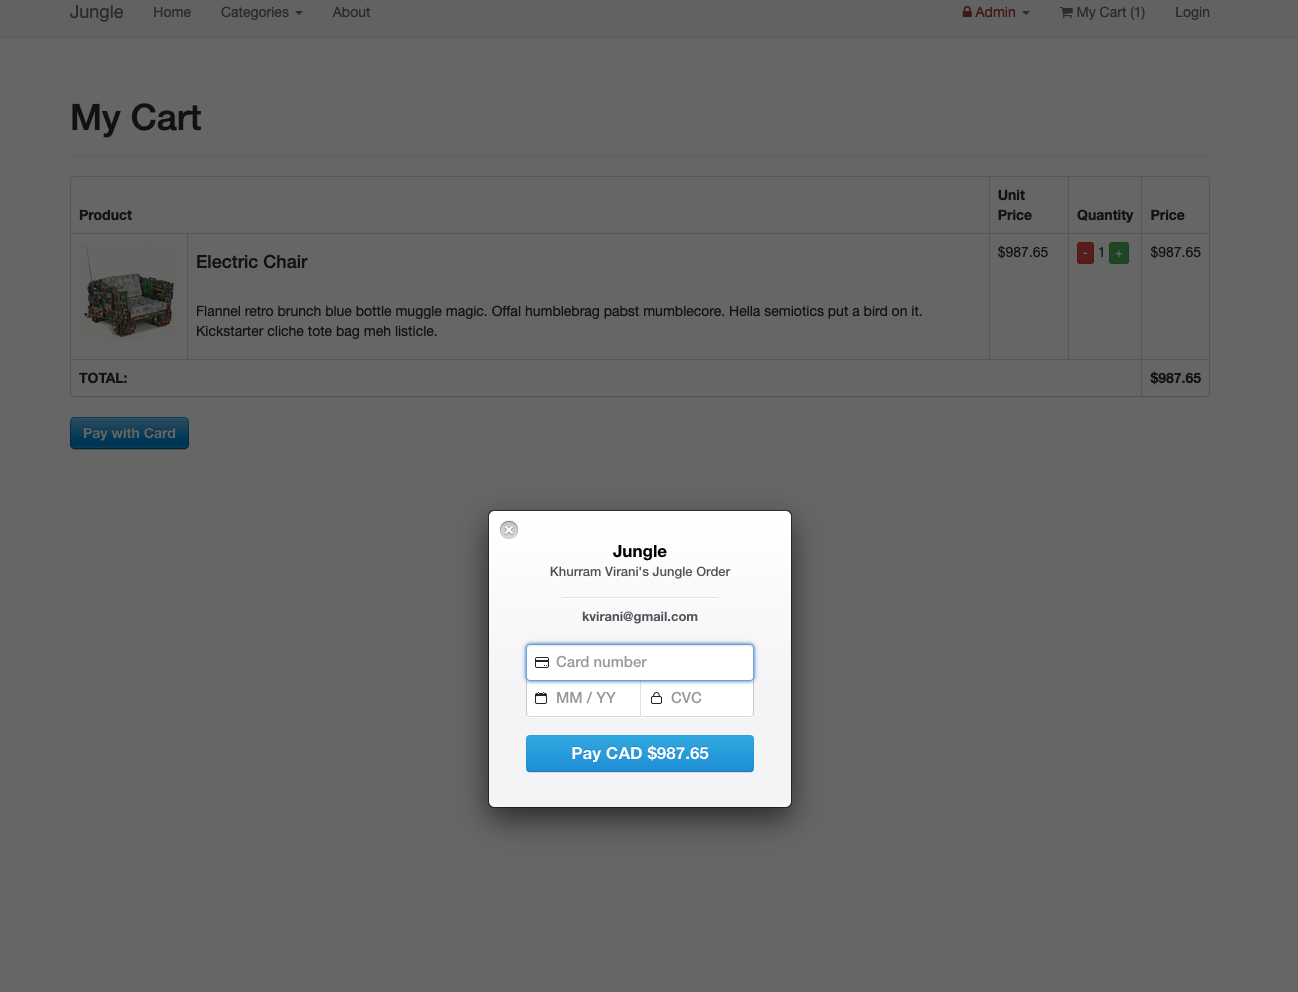 Jungle Home Categories About Admin My Cart (1) Login
My Cart
Product Unit Price Quantity Price
Electric Chair $987.65 - 1 + $987.65
Flannel retro brunch blue bottle muggle magic. Offal humblebrag pabst mumblecore. Hella semiotics put a bird on it.
Kickstarter cliche tote bag meh listicle.
TOTAL: $987.65
Pay with Card
Jungle
Khurram Virani's Jungle Order
kvirani@gmail.com
Card number
MM / YY CVC
Pay CAD $987.65